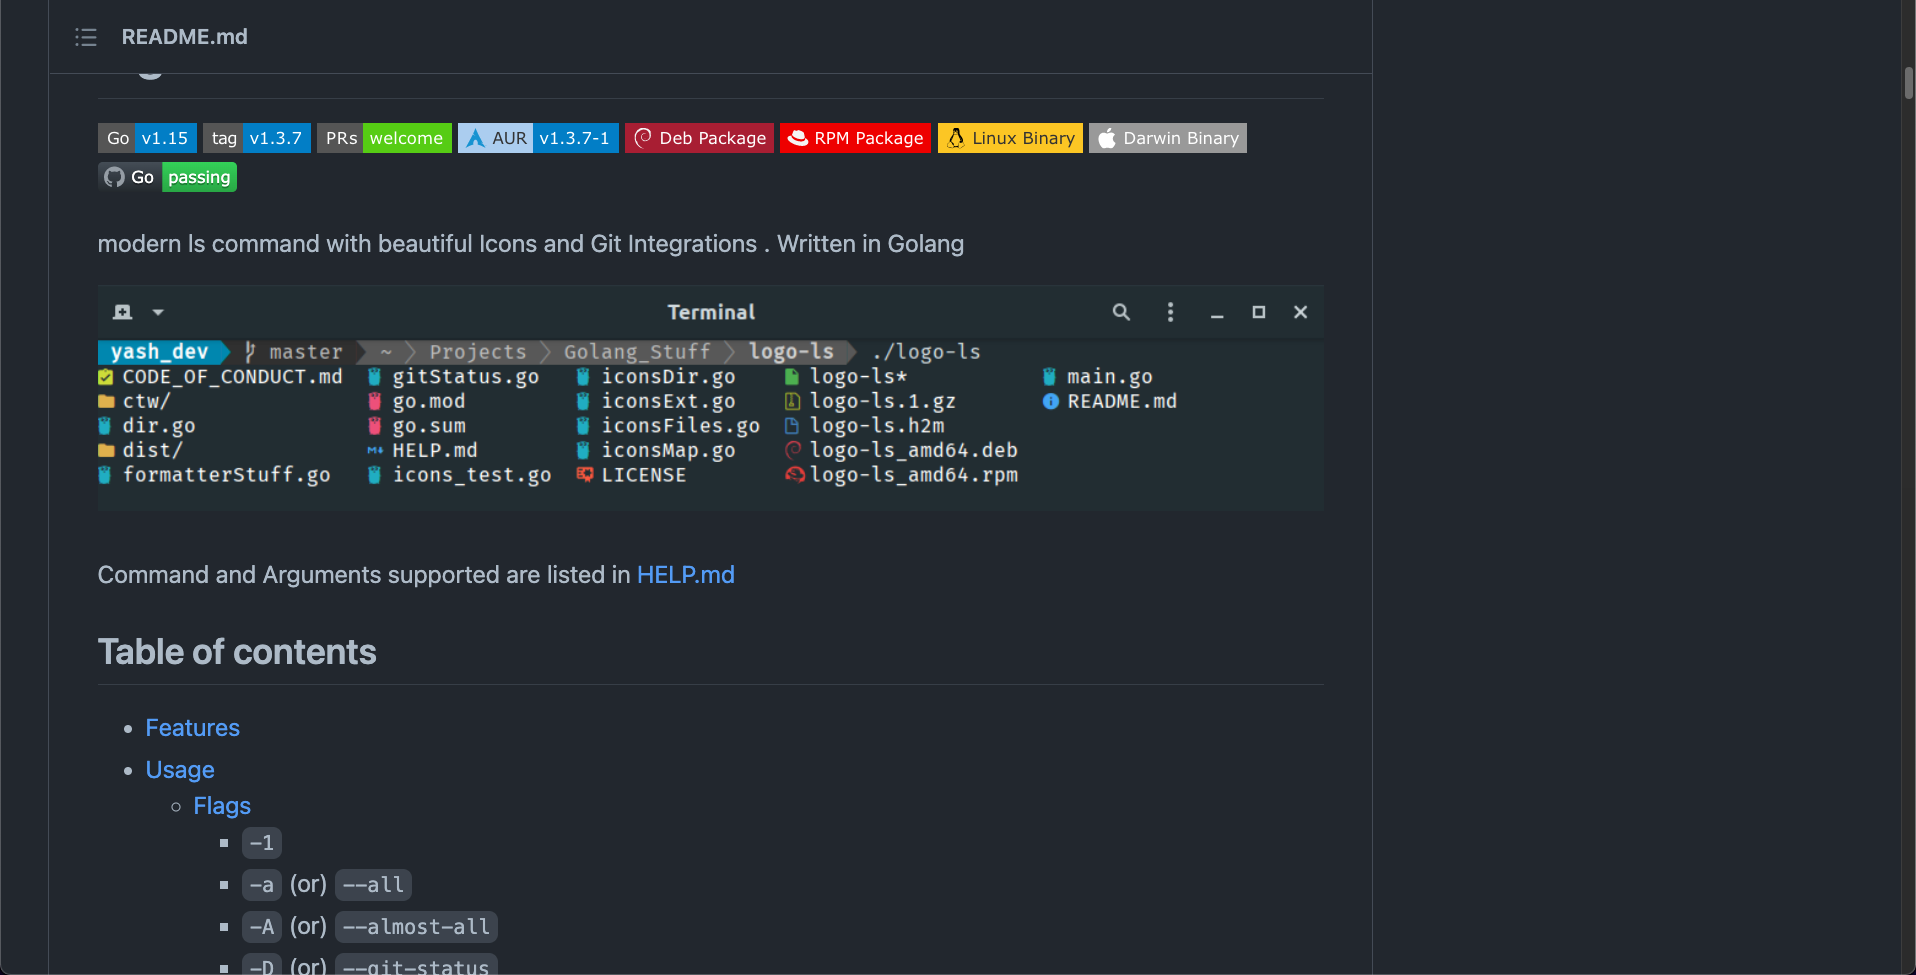 README.md
Go v1.15 tag v1.3.7 PRs welcome AUR v1.3.7-1 Deb Package RPM Package Linux Binary Darwin Binary
Go passing
modern ls command with beautiful Icons and Git Integrations . Written in Golang
Terminal
yash_dev master ~ Projects Golang_Stuff logo-ls ./logo-ls
CODE_OF_CONDUCT.md gitStatus.go iconsDir.go logo-ls* main.go
ctw/ go.mod iconsExt.go logo-ls.1.gz README.md
dir.go go.sum iconsFiles.go logo-ls.h2m
dist/ HELP.md iconsMap.go logo-ls_amd64.deb
formatterStuff.go icons_test.go LICENSE logo-ls_amd64.rpm
Command and Arguments supported are listed in HELP.md
Table of contents
Features
Usage
Flags
-1
-a (or) --all
-A (or) --almost-all
-D (or) --git-status